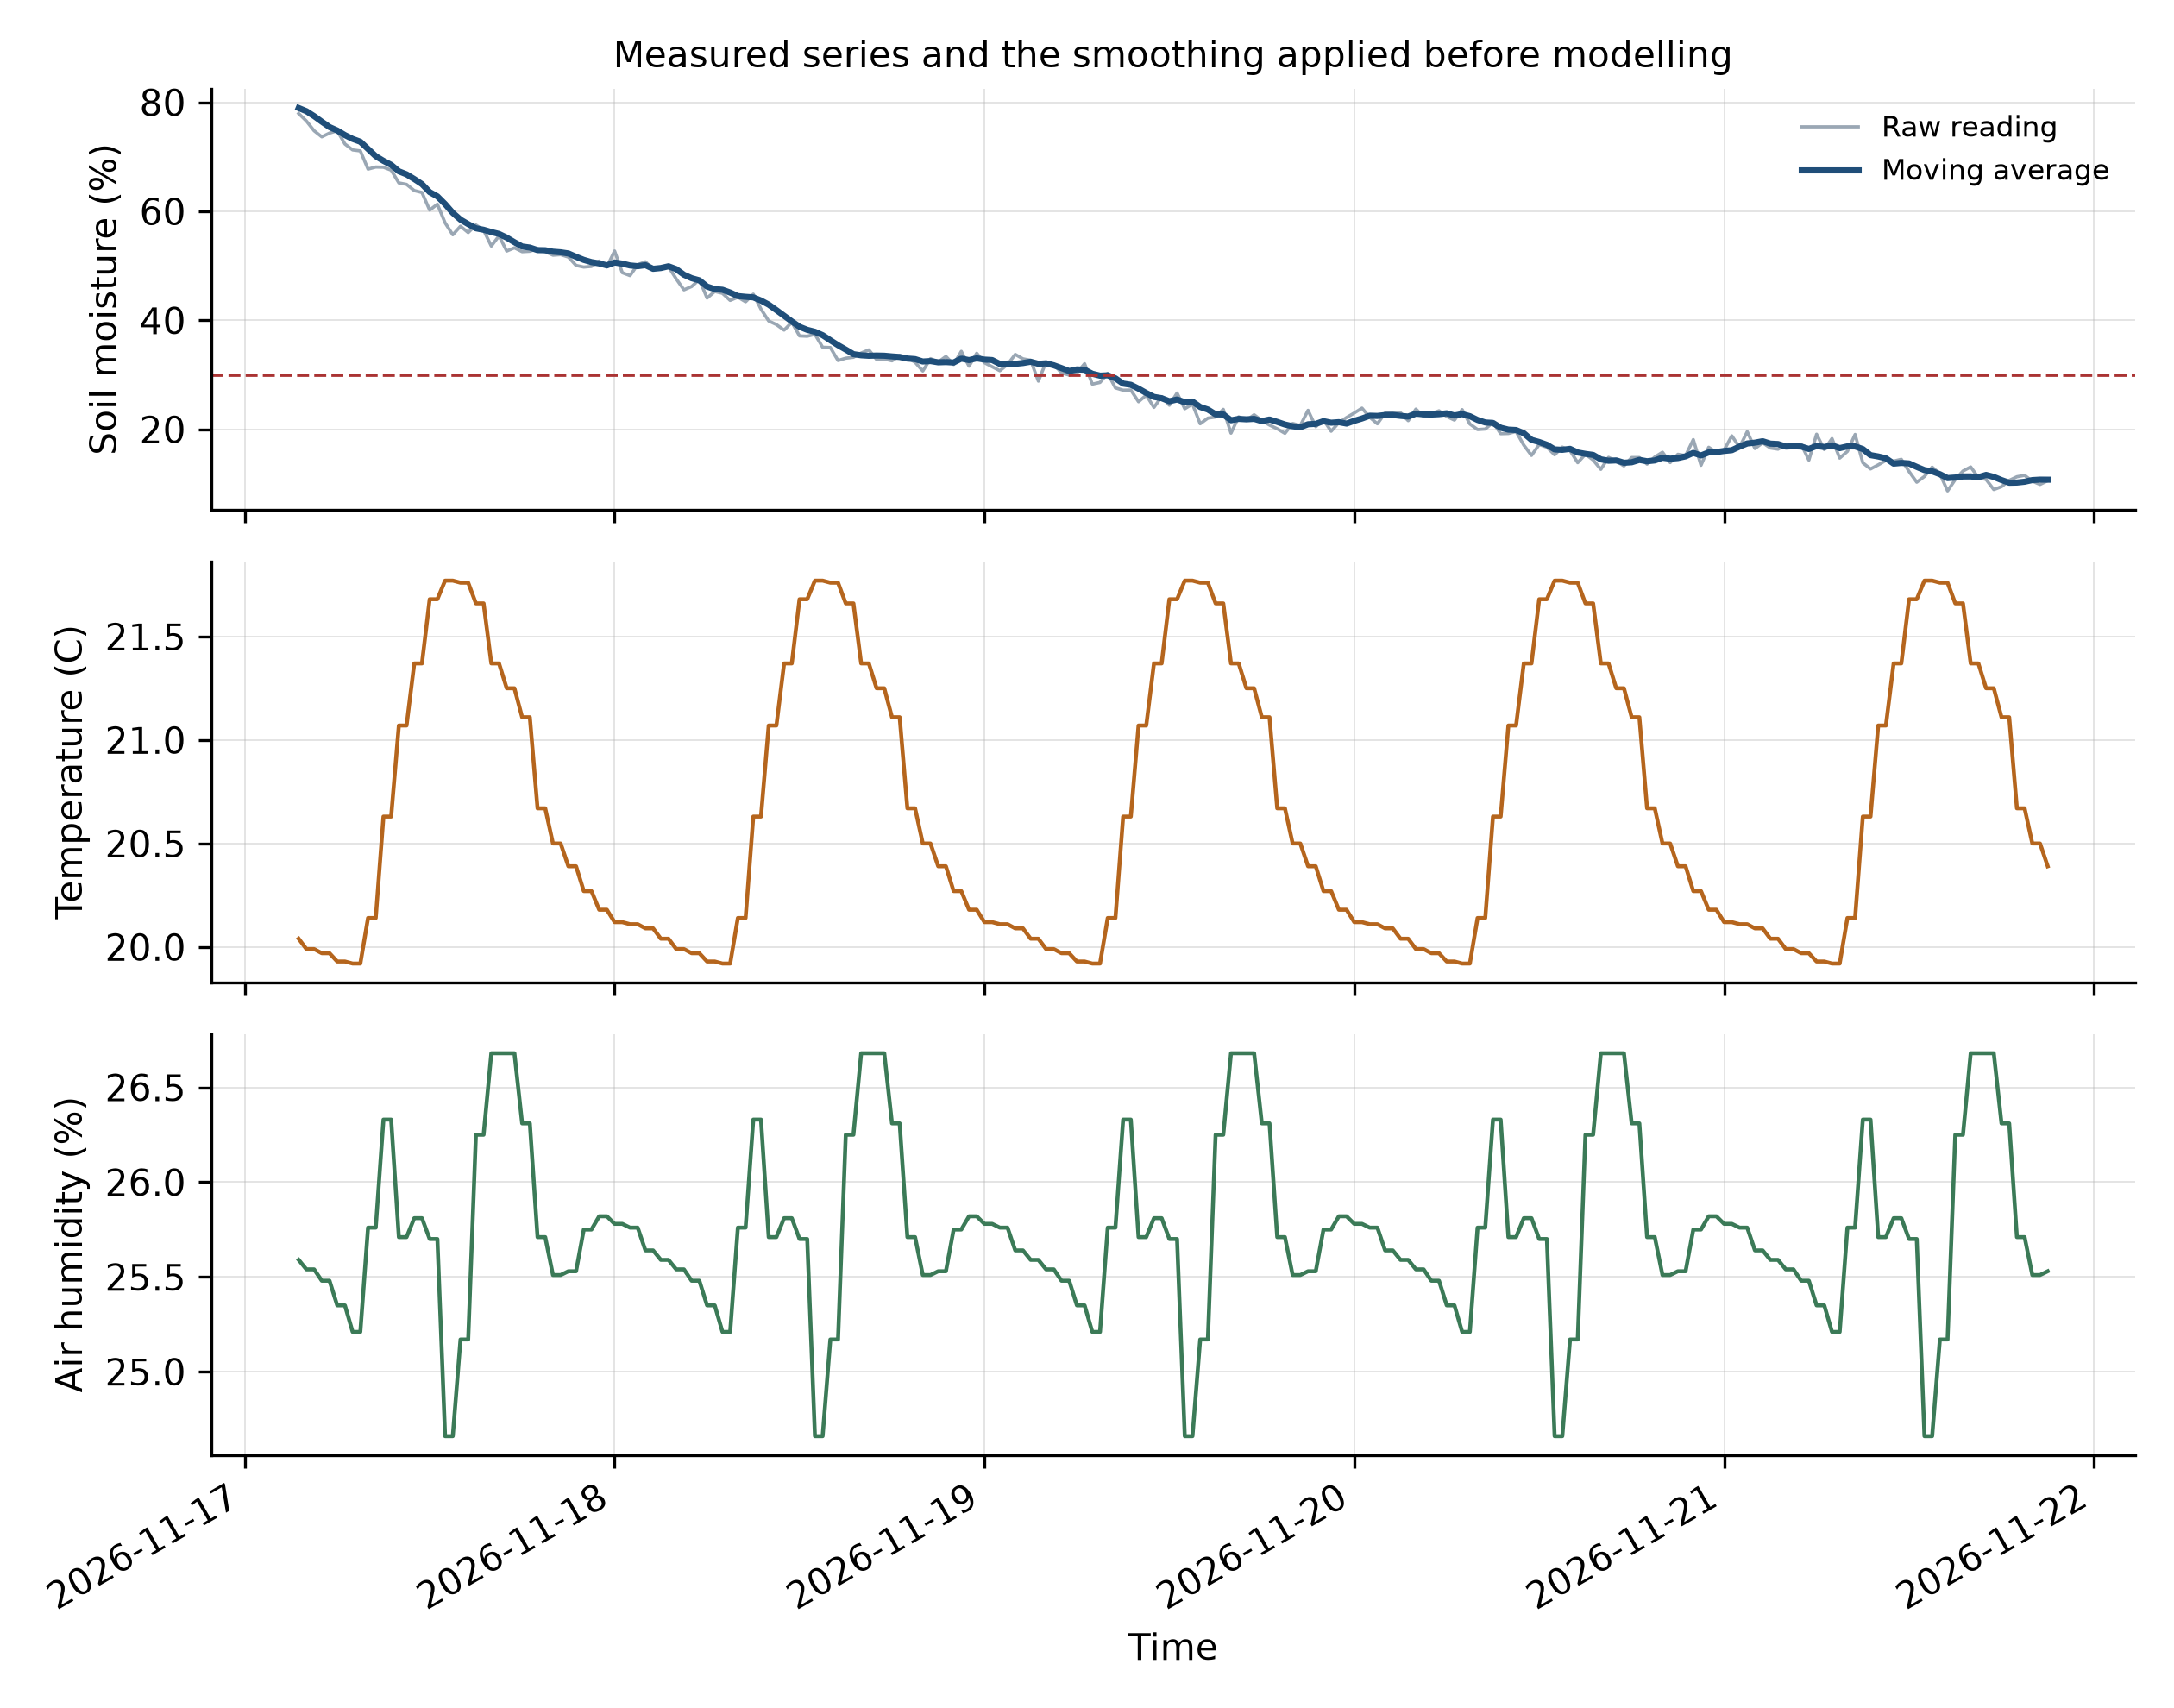 Measured series and the smoothing applied before modelling
Soil moisture (%)
80
60
40
20
Raw reading
Moving average
Temperature (C)
21.5
21.0
20.5
20.0
Air humidity (%)
26.5
26.0
25.5
25.0
2026-11-17
2026-11-18
2026-11-19
2026-11-20
2026-11-21
2026-11-22
Time